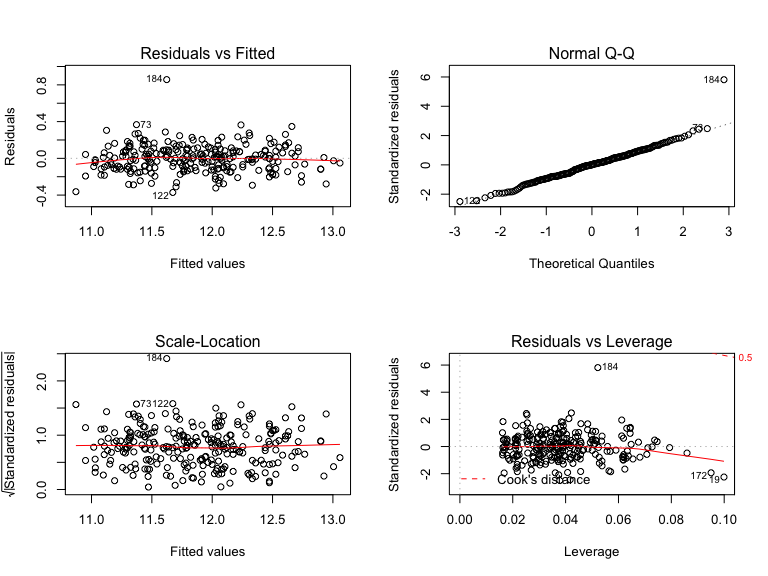 Residuals vs Fitted
Residuals
-0.4 0.0 0.4 0.8
184
73
122
11.0 11.5 12.0 12.5 13.0
Fitted values
Normal Q-Q
Standardized residuals
-2 0 2 4 6
184
73
122
-3 -2 -1 0 1 2 3
Theoretical Quantiles
Scale-Location
√|Standardized residuals|
0.0 1.0 2.0
184
73 122
11.0 11.5 12.0 12.5 13.0
Fitted values
Residuals vs Leverage
Standardized residuals
-2 0 2 4 6
0.5
184
172
19
Cook's distance
0.00 0.02 0.04 0.06 0.08 0.10
Leverage